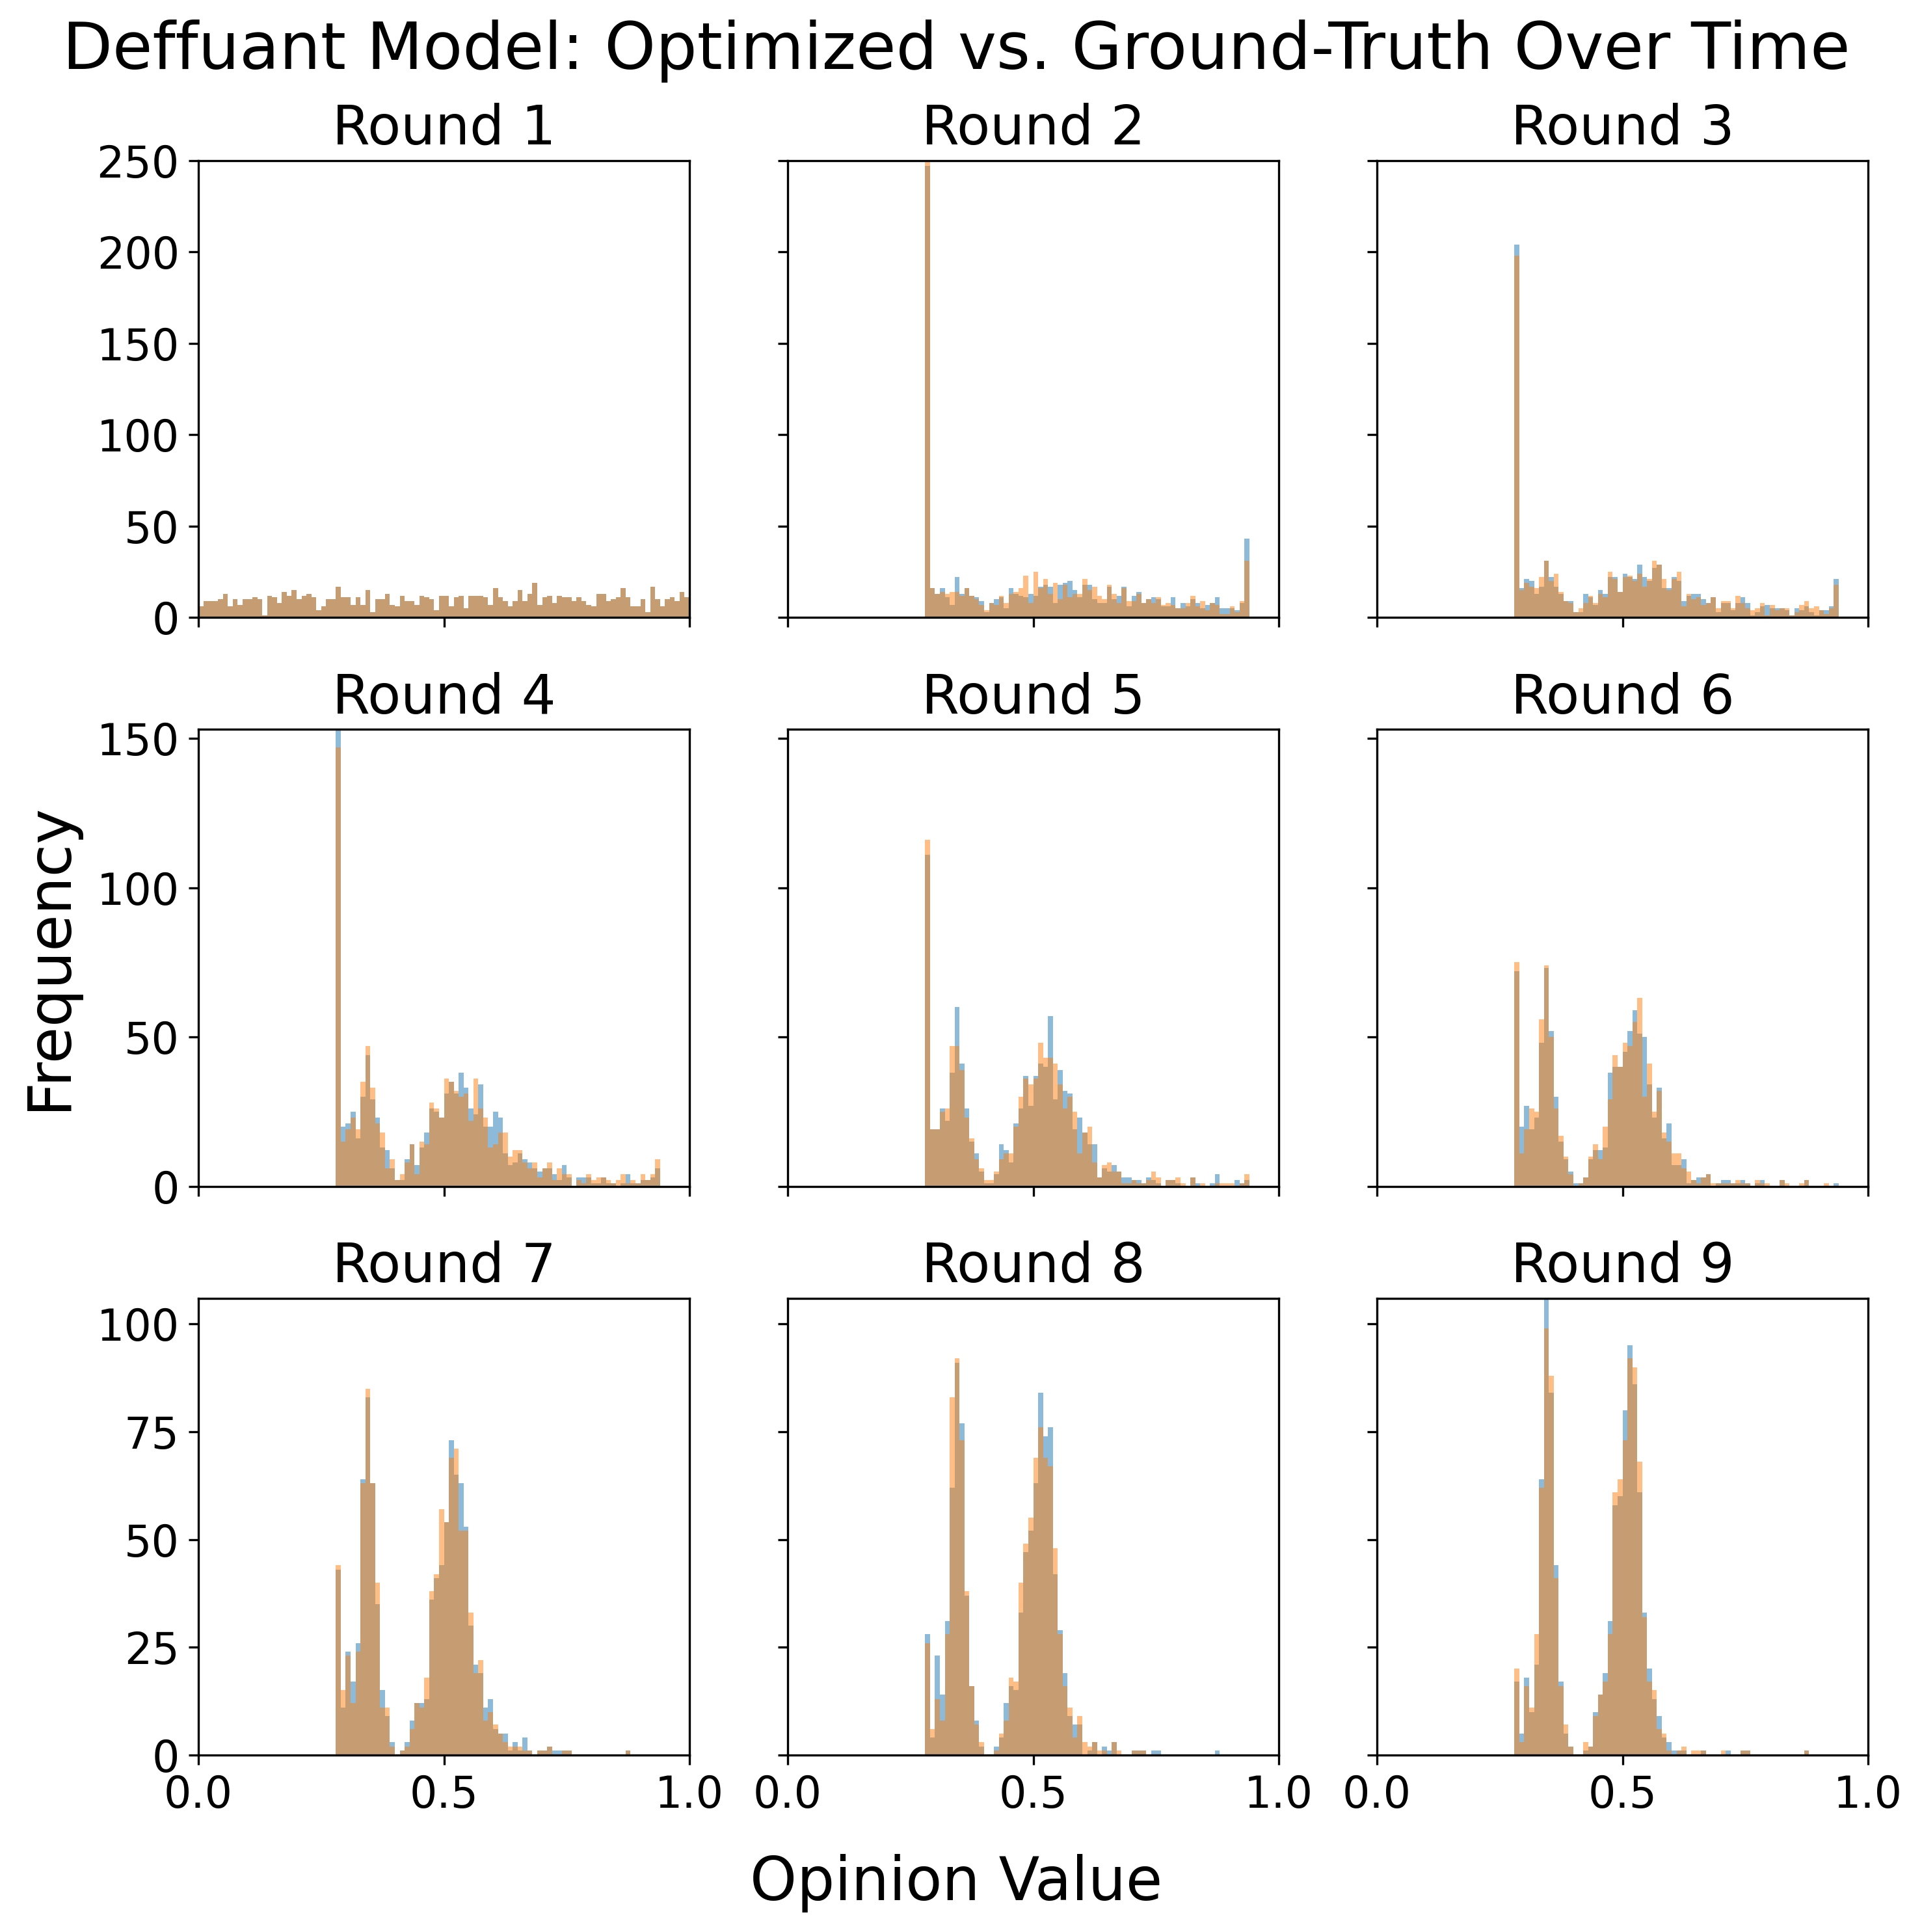 Deffuant Model: Optimized vs. Ground-Truth Over Time
Round 1
Round 2
Round 3
250
200
150
100
50
0
Round 4
Round 5
Round 6
150
100
50
0
Frequency
Round 7
Round 8
Round 9
100
75
50
25
0
0.0 0.5 1.0 0.0 0.5 1.0 0.0 0.5 1.0
Opinion Value